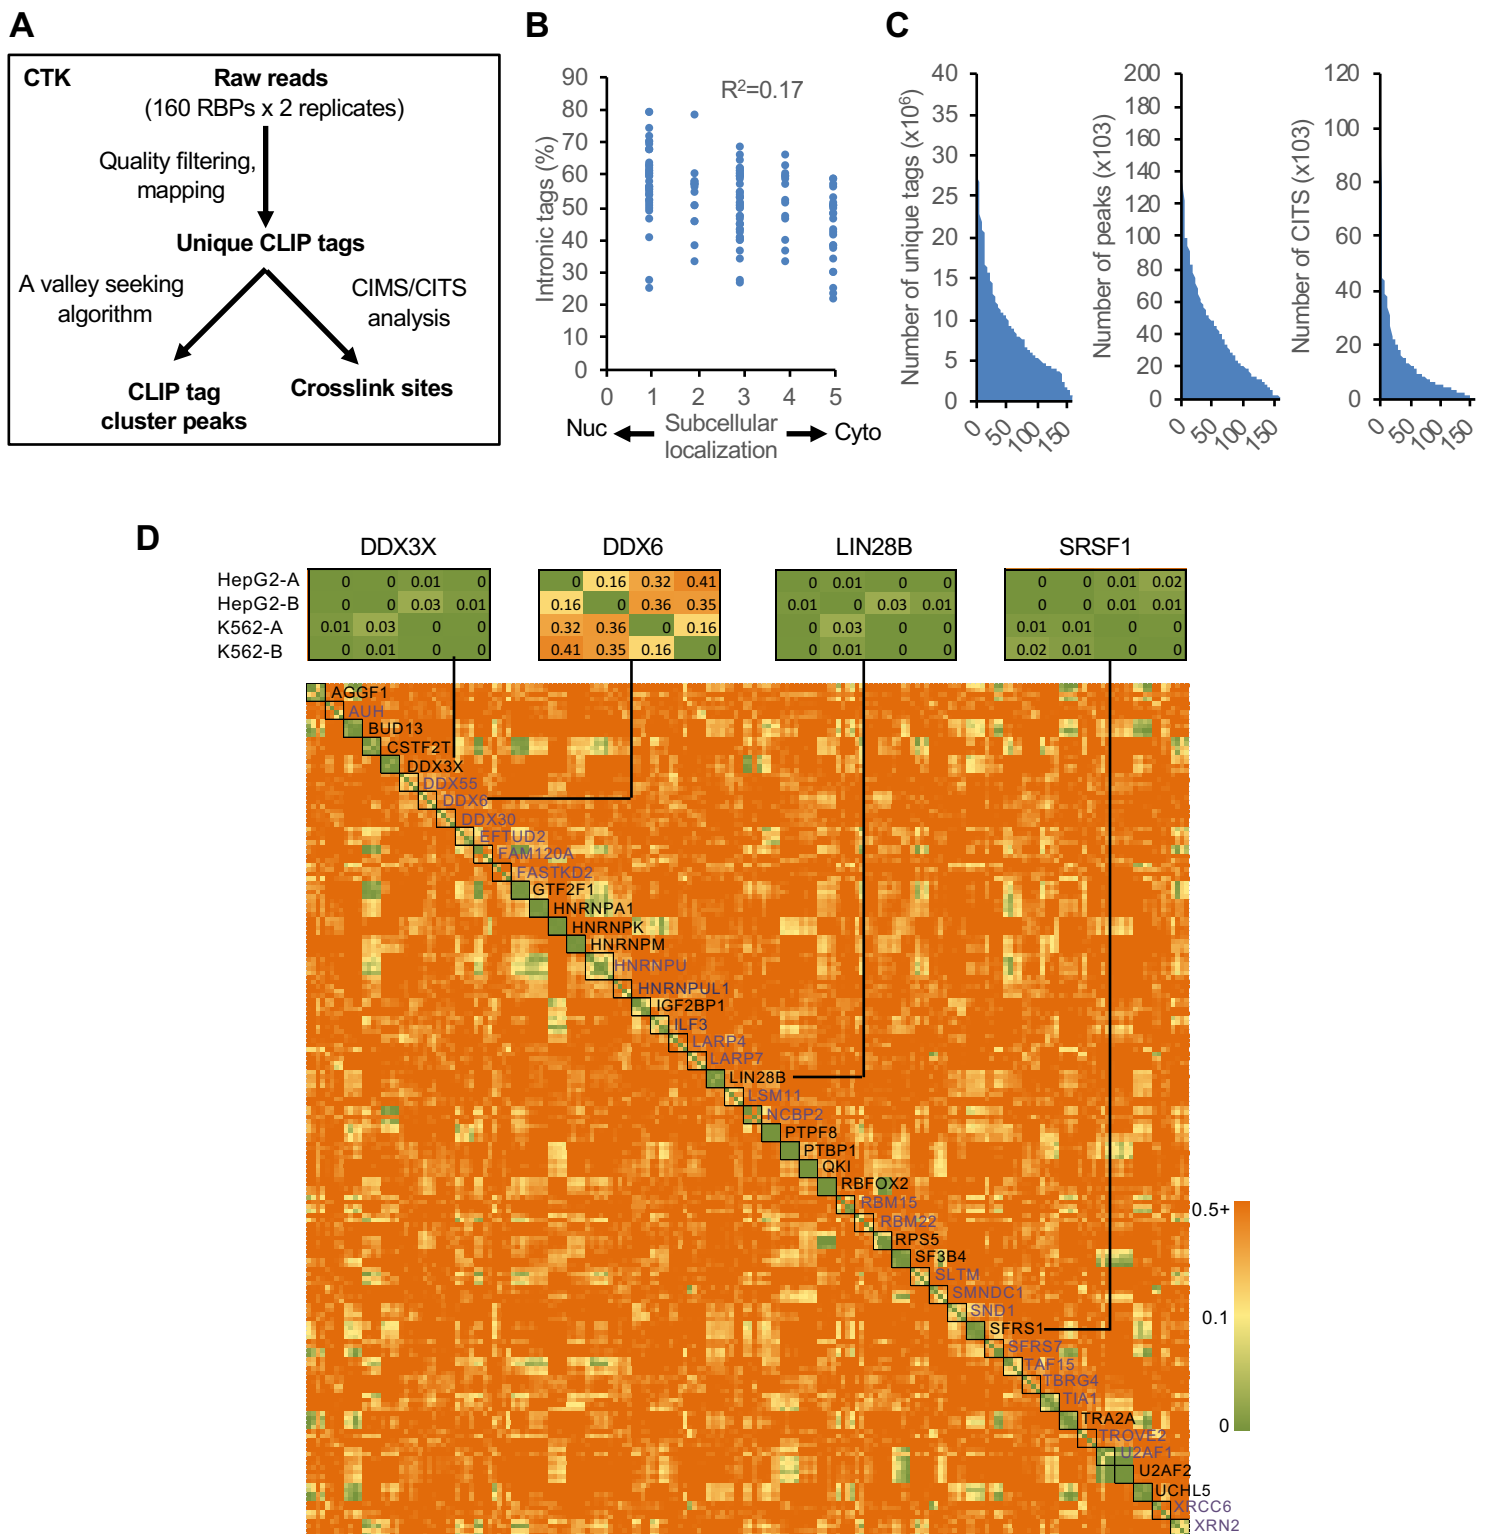 A
CTK
Raw reads
(160 RBPs x 2 replicates)
Quality filtering,
mapping
Unique CLIP tags
A valley seeking
algorithm
CIMS/CITS
analysis
CLIP tag
cluster peaks
Crosslink sites
B
R²=0.17
Intronic tags (%)
90
80
70
60
50
40
30
20
10
0
0 1 2 3 4 5
Nuc
Subcellular
localization
Cyto
C
Number of unique tags (x10⁶)
40
35
30
25
20
15
10
5
0
0 50 100 150
Number of peaks (x103)
200
180
160
140
120
100
80
60
40
20
0
0 50 100 150
Number of CITS (x103)
120
100
80
60
40
20
0
0 50 100 150
D
DDX3X
DDX6
LIN28B
SRSF1
HepG2-A
HepG2-B
K562-A
K562-B
0 0 0.01 0
0 0 0.03 0.01
0.01 0.03 0 0
0 0.01 0 0
0 0.16 0.32 0.41
0.16 0 0.36 0.35
0.32 0.36 0 0.16
0.41 0.35 0.16 0
0 0.01 0 0
0.01 0 0.03 0.01
0 0.03 0 0
0 0.01 0 0
0 0 0.01 0.02
0 0 0.01 0.01
0.01 0.01 0 0
0.02 0.01 0 0
AGGF1
AUH
BUD13
CSTF2T
DDX3X
DDX55
DDX6
DDX30
EFTUD2
FAM120A
FASTKD2
GTF2F1
HNRNPA1
HNRNPK
HNRNPM
HNRNPU
HNRNPUL1
IGF2BP1
ILF3
LARP4
LARP7
LIN28B
LSM11
NCBP2
PTPF8
PTBP1
QKI
RBFOX2
RBM15
RBM22
RPS5
SF3B4
SLTM
SMNDC1
SND1
SFRS1
SFRS7
TAF15
TBRG4
TIA1
TRA2A
TROVE2
U2AF1
U2AF2
UCHL5
XRCC6
XRN2
0.5+
0.1
0